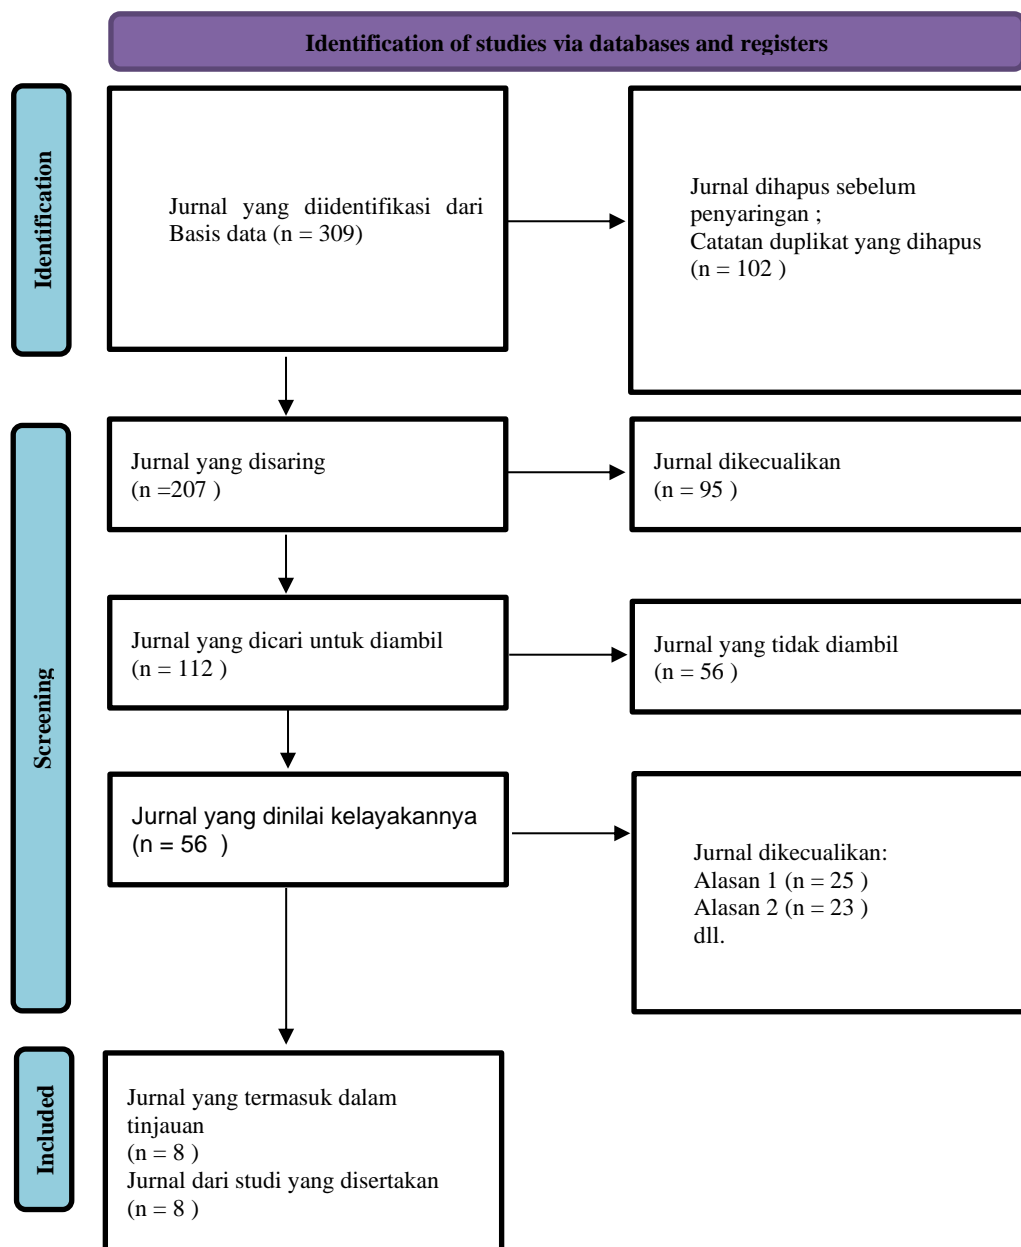 Identification of studies via databases and registers
Identification
Jurnal yang diidentifikasi dari
Basis data (n = 309)
Jurnal dihapus sebelum
penyaringan ;
Catatan duplikat yang dihapus
(n = 102 )
Screening
Jurnal yang disaring
(n =207 )
Jurnal dikecualikan
(n = 95 )
Jurnal yang dicari untuk diambil
(n = 112 )
Jurnal yang tidak diambil
(n = 56 )
Jurnal yang dinilai kelayakannya
(n = 56 )
Jurnal dikecualikan:
Alasan 1 (n = 25 )
Alasan 2 (n = 23 )
dll.
Included
Jurnal yang termasuk dalam
tinjauan
(n = 8 )
Jurnal dari studi yang disertakan
(n = 8 )